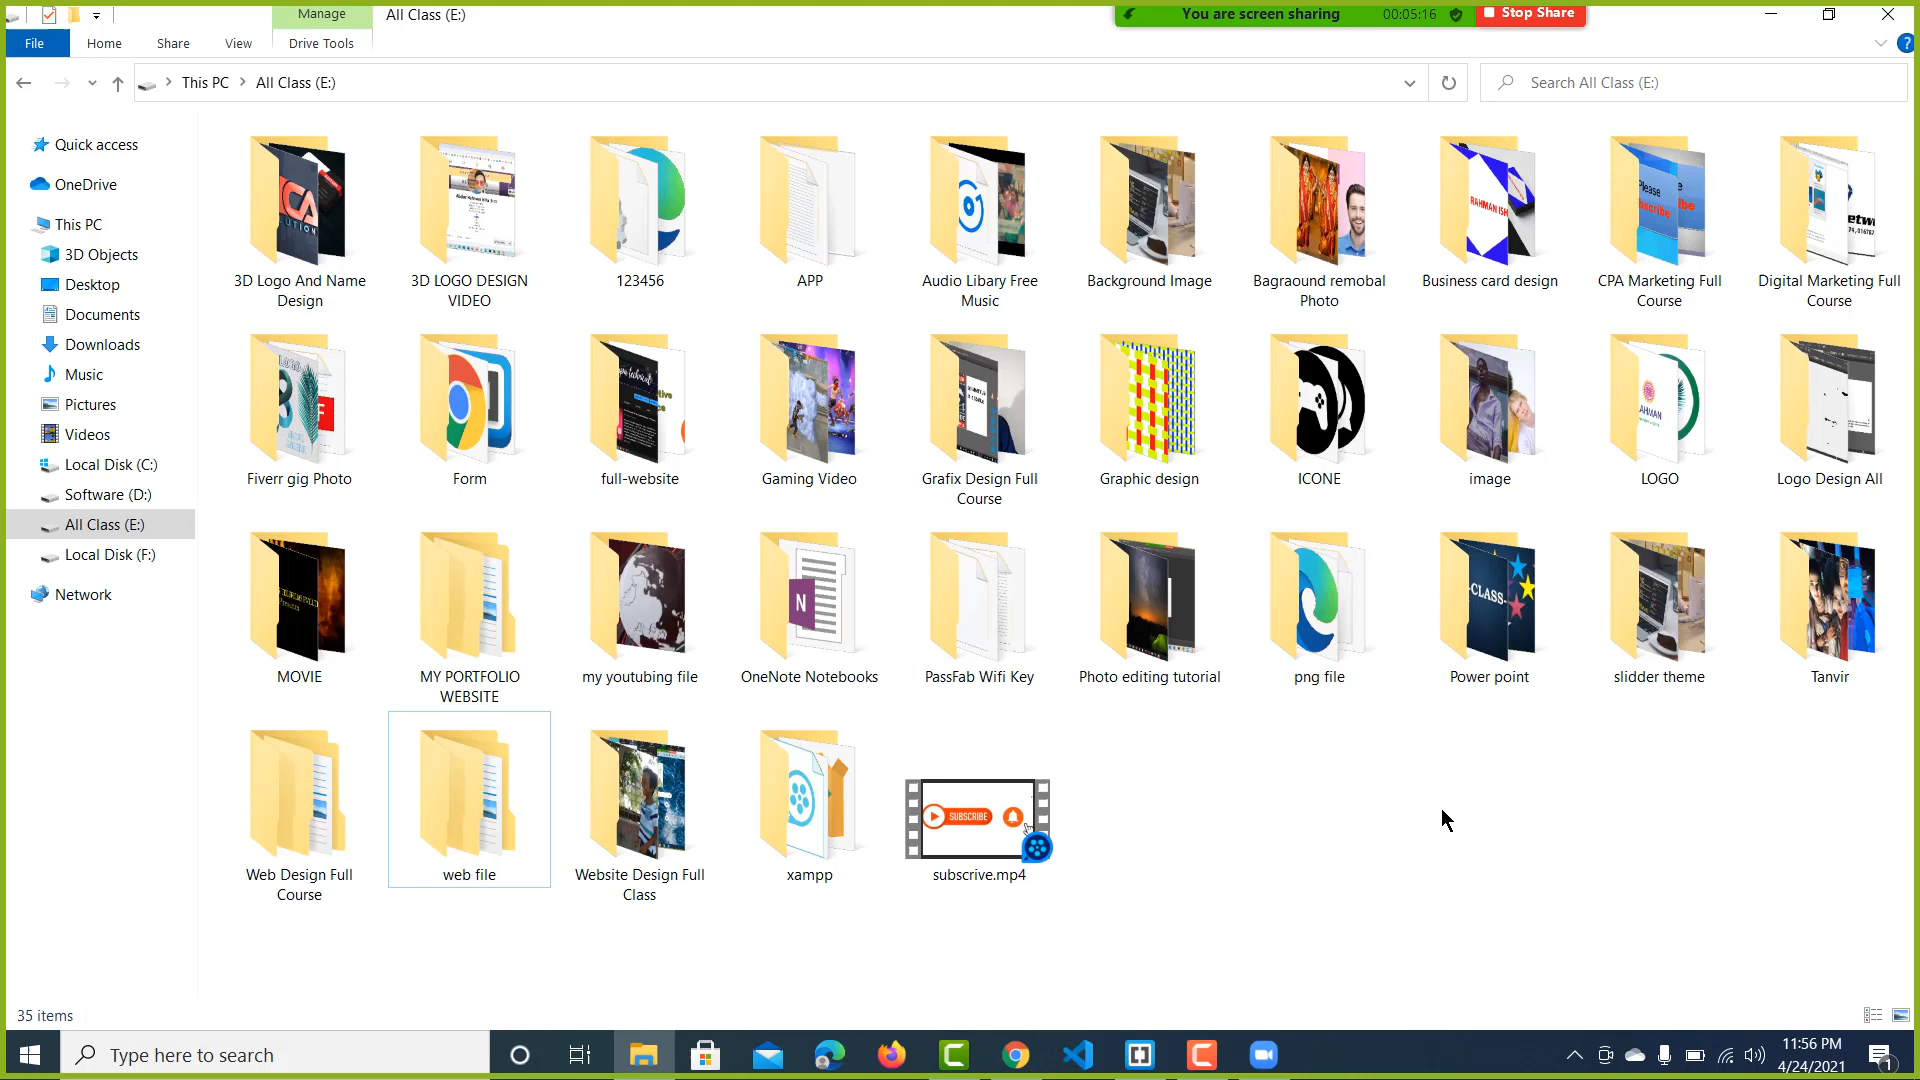 Manage
All Class (E:)
You are screen sharing
00:05:16
Stop Share
File
Home
Share
View
Drive Tools
This PC
All Class (E:)
Search All Class (E:)
Quick access
OneDrive
This PC
3D Objects
Desktop
Documents
Downloads
Music
Pictures
Videos
Local Disk (C:)
Software (D:)
All Class (E:)
Local Disk (F:)
Network
3D Logo And Name
Design
3D LOGO DESIGN
VIDEO
123456
APP
Audio Libary Free
Music
Background Image
Bagraound remobal
Photo
RAHMAN ISH
Business card design
Please
CPA Marketing Full
Course
Digital Marketing Full
Course
Fiverr gig Photo
Form
full-website
Gaming Video
Grafix Design Full
Course
Graphic design
ICONE
image
AHMAN
LOGO
Logo Design All
MOVIE
MY PORTFOLIO
WEBSITE
my youtubing file
N
OneNote Notebooks
PassFab Wifi Key
Photo editing tutorial
png file
-CLASS-
Power point
slidder theme
Tanvir
Web Design Full
Course
web file
Website Design Full
Class
xampp
SUBSCRIBE
subscrive.mp4
35 items
Type here to search
11:56 PM
4/24/2021
1